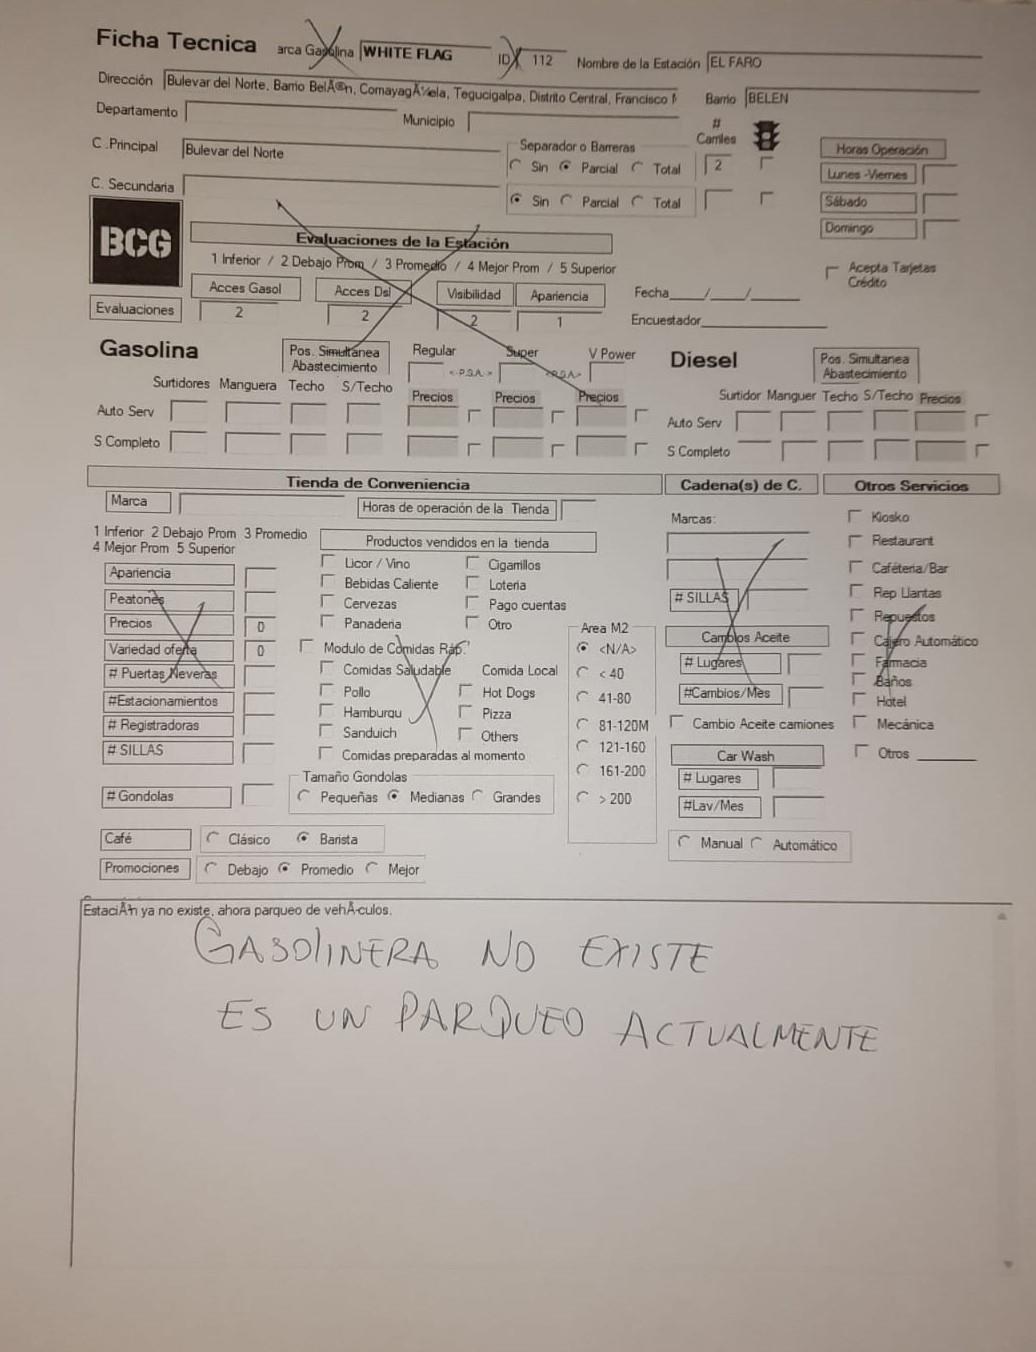 Ficha Tecnica arca Gasolina WHITE FLAG ID 112 Nombre de la Estación EL FARO
Dirección Bulevar del Norte, Barrio BelÃ®n, ComayagÃ¼ela, Tegucigalpa, Distrito Central, Francisco M Barrio BELEN
Departamento Municipio # Carriles
C .Principal Bulevar del Norte Separador o Barreras Sin Parcial Total 2 Horas Operación
Lunes -Viernes
C. Secundaria Sin Parcial Total Sábado
Domingo
BCG Evaluaciones de la Estación
1 Inferior / 2 Debajo Prom / 3 Promedio / 4 Mejor Prom / 5 Superior Acepta Tarjetas Crédito
Acces Gasol Acces Dsl Visibilidad Apariencia Fecha___/___/___
Evaluaciones 2 2 2 1 Encuestador
Gasolina Pos. Simultanea Abastecimiento Regular Super V Power Diesel Pos. Simultanea Abastecimiento
Surtidores Manguera Techo S/Techo Precios Precios Precios Surtidor Manguer Techo S/Techo Precios
Auto Serv Auto Serv
S Completo S Completo
Tienda de Conveniencia Cadena(s) de C. Otros Servicios
Marca Horas de operación de la Tienda Marcas: Kiosko
1 Inferior 2 Debajo Prom 3 Promedio
4 Mejor Prom 5 Superior Productos vendidos en la tienda Restaurant
Apariencia Licor / Vino Cigarrillos Caféteria/Bar
Peatones Bebidas Caliente Loteria # SILLAS Rep Llantas
Precios 0 Cervezas Pago cuentas Repuestos
Panaderia Otro Area M2
Variedad oferta 0 Modulo de Comidas Ráp. <N/A> Cambios Aceite Cajero Automático
# Puertas Neveras Comidas Saludable Comida Local < 40 # Lugares Farmacia
#Estacionamientos Pollo Hot Dogs 41-80 #Cambios/Mes Baños
# Registradoras Hamburqu Pizza 81-120M Cambio Aceite camiones Hotel
# SILLAS Sanduich Others 121-160 Mecánica
Comidas preparadas al momento Car Wash Otros
Tamaño Gondolas 161-200 # Lugares
# Gondolas Pequeñas Medianas Grandes > 200 #Lav/Mes
Café Clásico Barista Manual Automático
Promociones Debajo Promedio Mejor
EstaciÃ³n ya no existe, ahora parqueo de vehÃ­culos.
GASOLINERA NO EXISTE
ES UN PARQUEO ACTUALMENTE